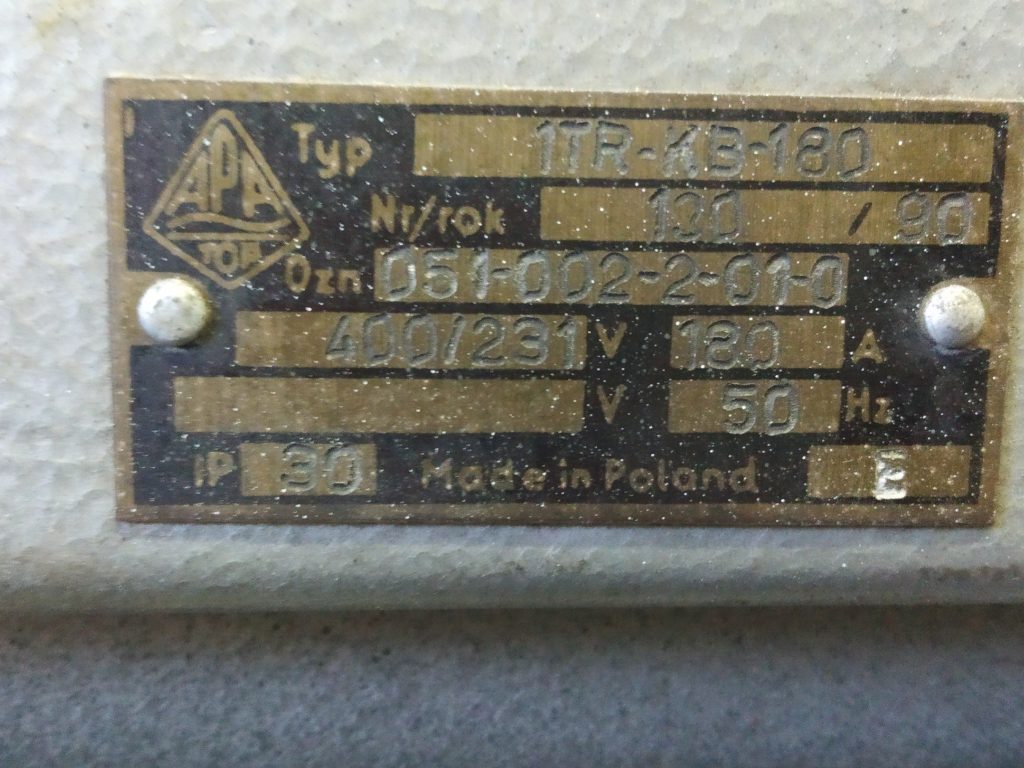 APA
TOR
Typ 1TR-KB-180
Nr/rok 130 / 90
Ozn 051-002-2-01-0
400/231 V 180 A
V 50 Hz
IP 30 Made in Poland